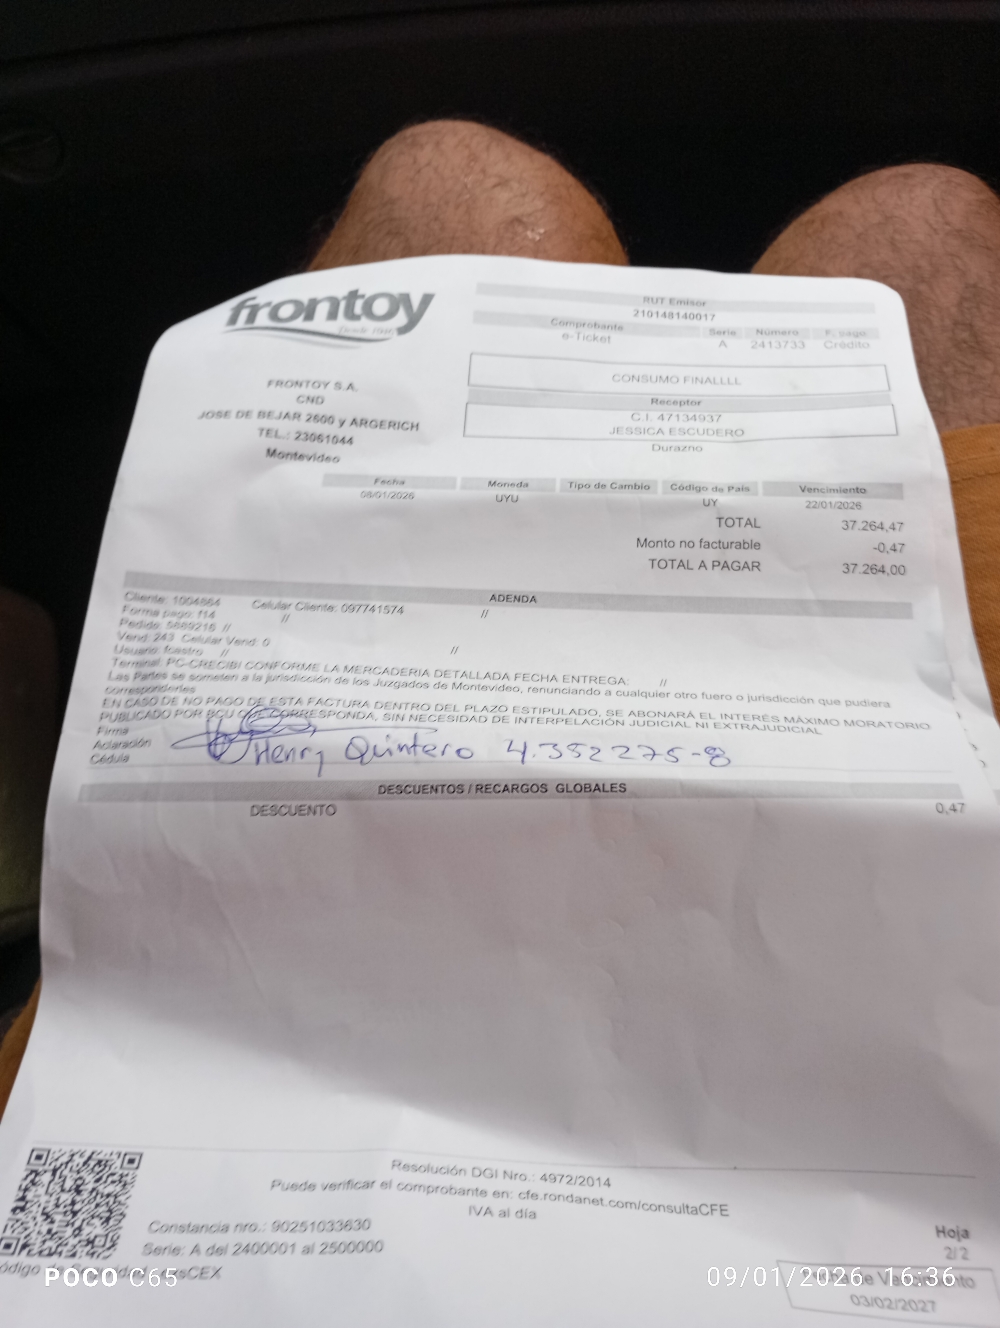 frontoy
Desde 1948
FRONTOY S.A.
CND
JOSE DE BEJAR 2600 y ARGERICH
TEL.: 23061044
Montevideo
RUT Emisor
210148140017
Comprobante Serie Número F. pago
e-Ticket A 2413733 Crédito
CONSUMO FINALLLL
Receptor
C.I. 47134937
JESSICA ESCUDERO
Durazno
Fecha Moneda Tipo de Cambio Código de País Vencimiento
08/01/2026 UYU UY 22/01/2026
TOTAL 37.264,47
Monto no facturable -0,47
TOTAL A PAGAR 37.264,00
ADENDA
Cliente: 1004864 Celular Cliente: 097741574 //
Forma pago: f14 //
Pedido: 5689216 //
Vend: 243 Celular Vend: 0
Usuario: fcastro // //
Terminal: PC-CRECIBI CONFORME LA MERCADERIA DETALLADA FECHA ENTREGA: //
Las Partes se someten a la jurisdicción de los Juzgados de Montevideo, renunciando a cualquier otro fuero o jurisdicción que pudiera
corresponderles
EN CASO DE NO PAGO DE ESTA FACTURA DENTRO DEL PLAZO ESTIPULADO, SE ABONARÁ EL INTERÉS MÁXIMO MORATORIO
PUBLICADO POR BCU QUE CORRESPONDA, SIN NECESIDAD DE INTERPELACIÓN JUDICIAL NI EXTRAJUDICIAL
Firma
Aclaración Henry Quintero 4.352275-8
Cédula
DESCUENTOS / RECARGOS GLOBALES
DESCUENTO 0,47
Resolución DGI Nro.: 4972/2014
Puede verificar el comprobante en: cfe.rondanet.com/consultaCFE
IVA al día
Constancia nro.: 90251033630
Serie: A del 2400001 al 2500000
Hoja
2/2
03/02/2027
POCO C65
09/01/2026 16:36